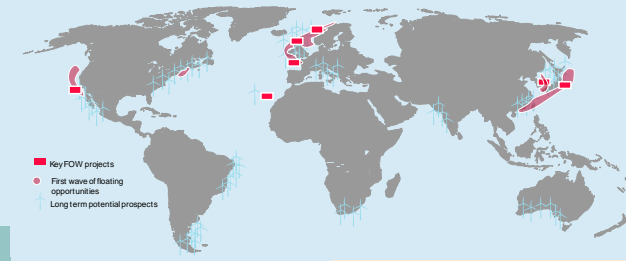 Key FOW projects
First wave of floating
opportunities
Long term potential prospects